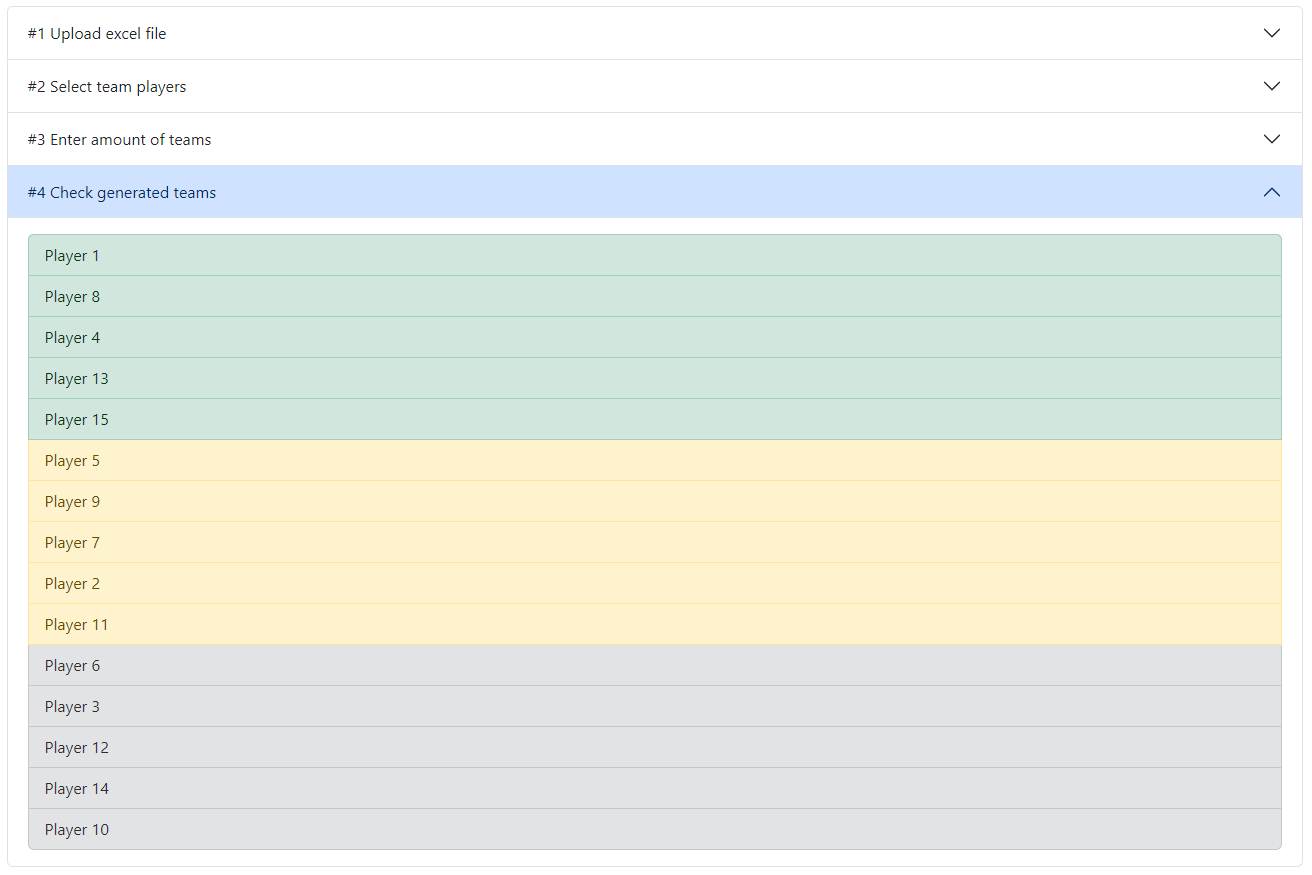 #1 Upload excel file
#2 Select team players
#3 Enter amount of teams
#4 Check generated teams
Player 1
Player 8
Player 4
Player 13
Player 15
Player 5
Player 9
Player 7
Player 2
Player 11
Player 6
Player 3
Player 12
Player 14
Player 10